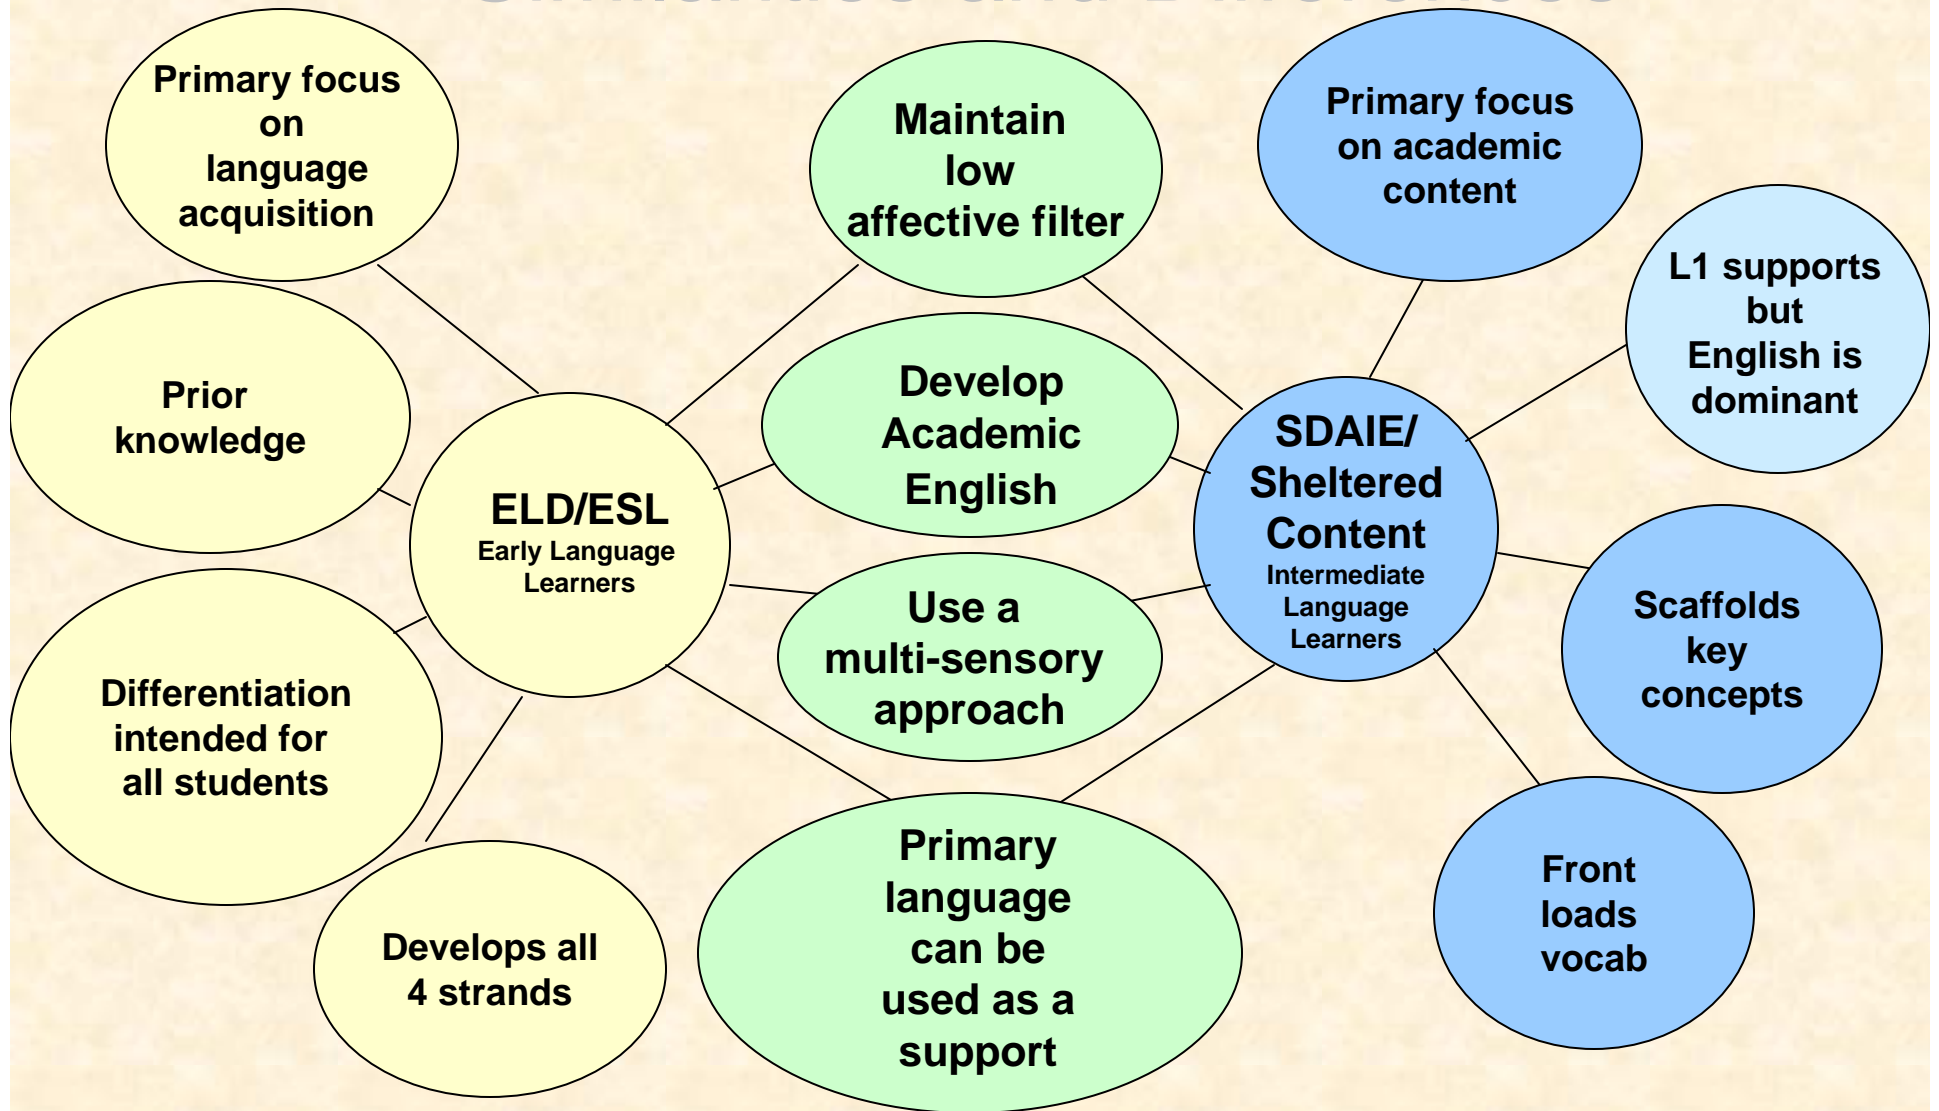 Similarities and Differences
Primary focus
on
language
acquisition
Prior
knowledge
Differentiation
intended for
all students
Develops all
4 strands
ELD/ESL
Early Language
Learners
Maintain
low
affective filter
Develop
Academic
English
Use a
multi-sensory
approach
Primary
language
can be
used as a
support
SDAIE/
Sheltered
Content
Intermediate
Language
Learners
Primary focus
on academic
content
L1 supports
but
English is
dominant
Scaffolds
key
concepts
Front
loads
vocab